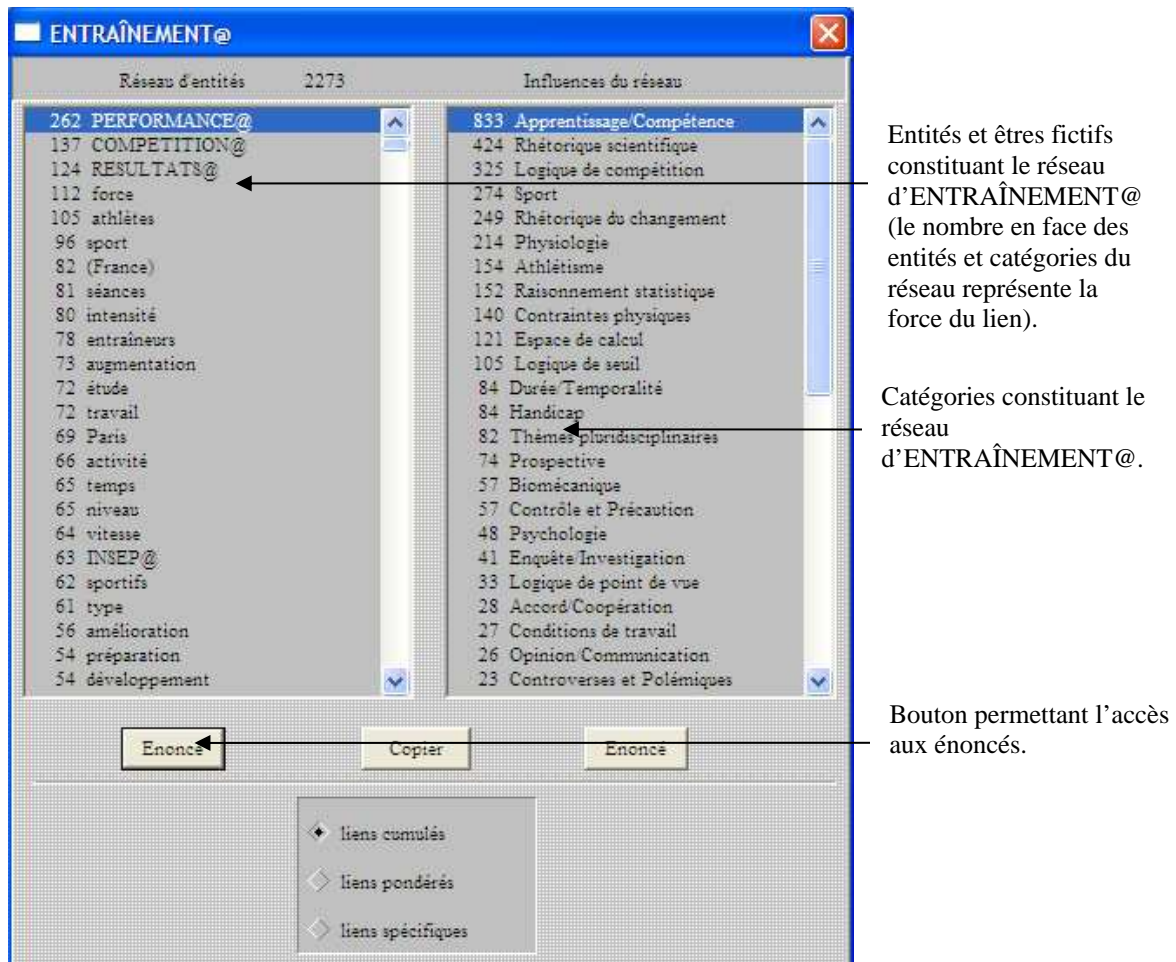 ENTRAÎNEMENT@
Réseau d'entités 2273 Influences du réseau
262 PERFORMANCE@
137 COMPETITION@
124 RESULTATS@
112 force
105 athlètes
96 sport
82 (France)
81 séances
80 intensité
78 entraîneurs
73 augmentation
72 étude
72 travail
69 Paris
66 activité
65 temps
65 niveau
64 vitesse
63 INSEP@
62 sportifs
61 type
56 amélioration
54 préparation
54 développement
833 Apprentissage/Compétence
424 Rhétorique scientifique
325 Logique de compétition
274 Sport
249 Rhétorique du changement
214 Physiologie
154 Athlétisme
152 Raisonnement statistique
140 Contraintes physiques
121 Espace de calcul
105 Logique de seuil
84 Durée/Temporalité
84 Handicap
82 Thèmes pluridisciplinaires
74 Prospective
57 Biomécanique
57 Contrôle et Précaution
48 Psychologie
41 Enquête/Investigation
33 Logique de point de vue
28 Accord/Coopération
27 Conditions de travail
26 Opinion/Communication
23 Controverses et Polémiques
Enoncé Copier Enoncé
liens cumulés
liens pondérés
liens spécifiques
Entités et êtres fictifs
constituant le réseau
d'ENTRAÎNEMENT@
(le nombre en face des
entités et catégories du
réseau représente la
force du lien).
Catégories constituant le
réseau
d'ENTRAÎNEMENT@.
Bouton permettant l'accès
aux énoncés.